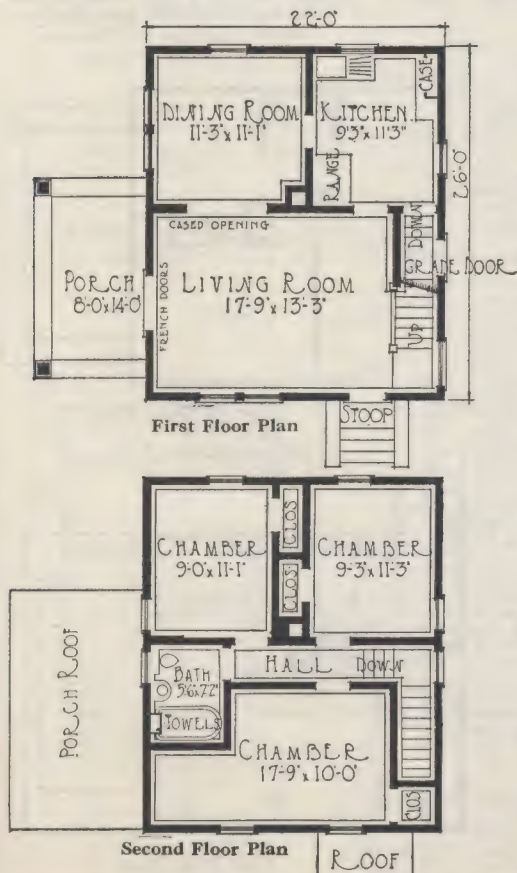 22'-0"
DINING ROOM
11'-3" x 11'-1"
KITCHEN
9'3" x 11'3"
CASE
RANGE
26'-0"
CASED OPENING
DOWN
GRADE DOOR
PORCH
8'-0" x 14'-0"
FRENCH DOORS
LIVING ROOM
17'-9" x 13'-3"
UP
First Floor Plan
STOOP
CHAMBER
9'-0" x 11'-1"
CLOS
CLOS
CHAMBER
9'-3" x 11'-3"
PORCH ROOF
HALL
DOWN
BATH
5'6" x 7'2"
TOWELS
CHAMBER
17'-9" x 10'-0"
CLOS
Second Floor Plan
ROOF